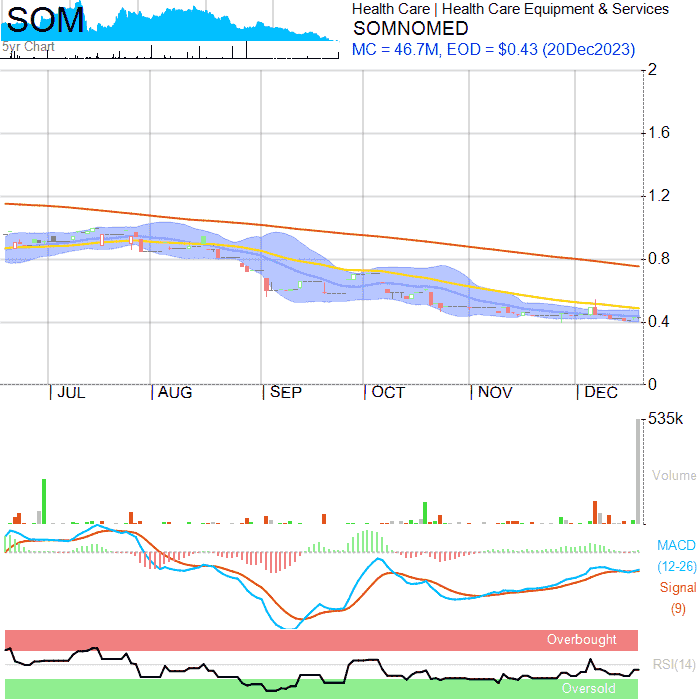 SOM
Health Care | Health Care Equipment & Services
SOMNOMED
5yr Chart
MC = 46.7M, EOD = $0.43 (20Dec2023)
2
1.6
1.2
0.8
0.4
0
JUL AUG SEP OCT NOV DEC
535k
Volume
MACD
(12-26)
Signal
(9)
Overbought
RSI(14)
Oversold